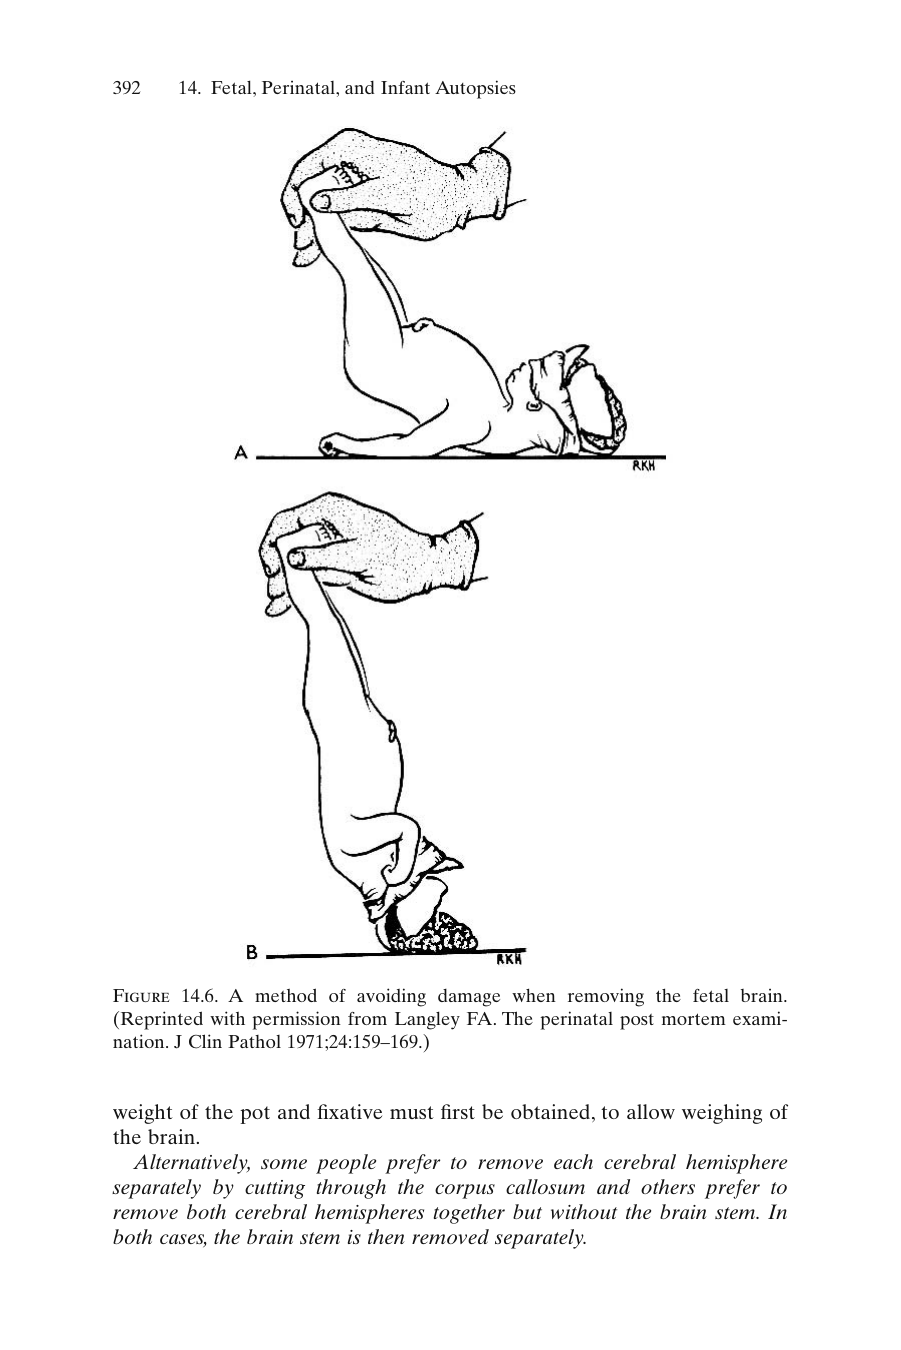 392 14. Fetal, Perinatal, and Infant Autopsies
A
RKH
B
RKH
FIGURE 14.6. A method of avoiding damage when removing the fetal brain.
(Reprinted with permission from Langley FA. The perinatal post mortem exami-
nation. J Clin Pathol 1971;24:159–169.)
weight of the pot and fixative must first be obtained, to allow weighing of
the brain.
Alternatively, some people prefer to remove each cerebral hemisphere
separately by cutting through the corpus callosum and others prefer to
remove both cerebral hemispheres together but without the brain stem. In
both cases, the brain stem is then removed separately.